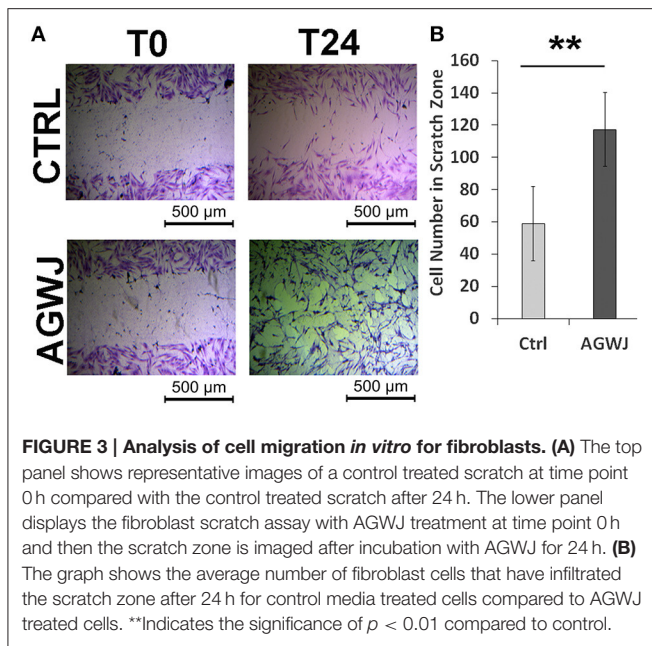 A
T0
T24
CTRL
500 µm
500 µm
AGWJ
500 µm
500 µm
B
**
Cell Number in Scratch Zone
160
140
120
100
80
60
40
20
0
Ctrl
AGWJ
FIGURE 3 | Analysis of cell migration in vitro for fibroblasts. (A) The top
panel shows representative images of a control treated scratch at time point
0 h compared with the control treated scratch after 24 h. The lower panel
displays the fibroblast scratch assay with AGWJ treatment at time point 0 h
and then the scratch zone is imaged after incubation with AGWJ for 24 h. (B)
The graph shows the average number of fibroblast cells that have infiltrated
the scratch zone after 24 h for control media treated cells compared to AGWJ
treated cells. **Indicates the significance of p < 0.01 compared to control.